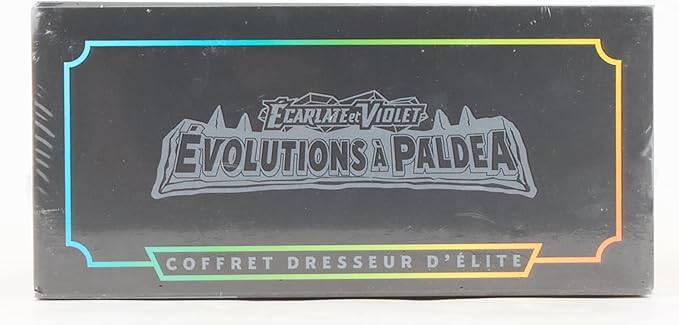 ÉCARLATE et VIOLET
ÉVOLUTIONS À PALDEA
COFFRET DRESSEUR D'ÉLITE